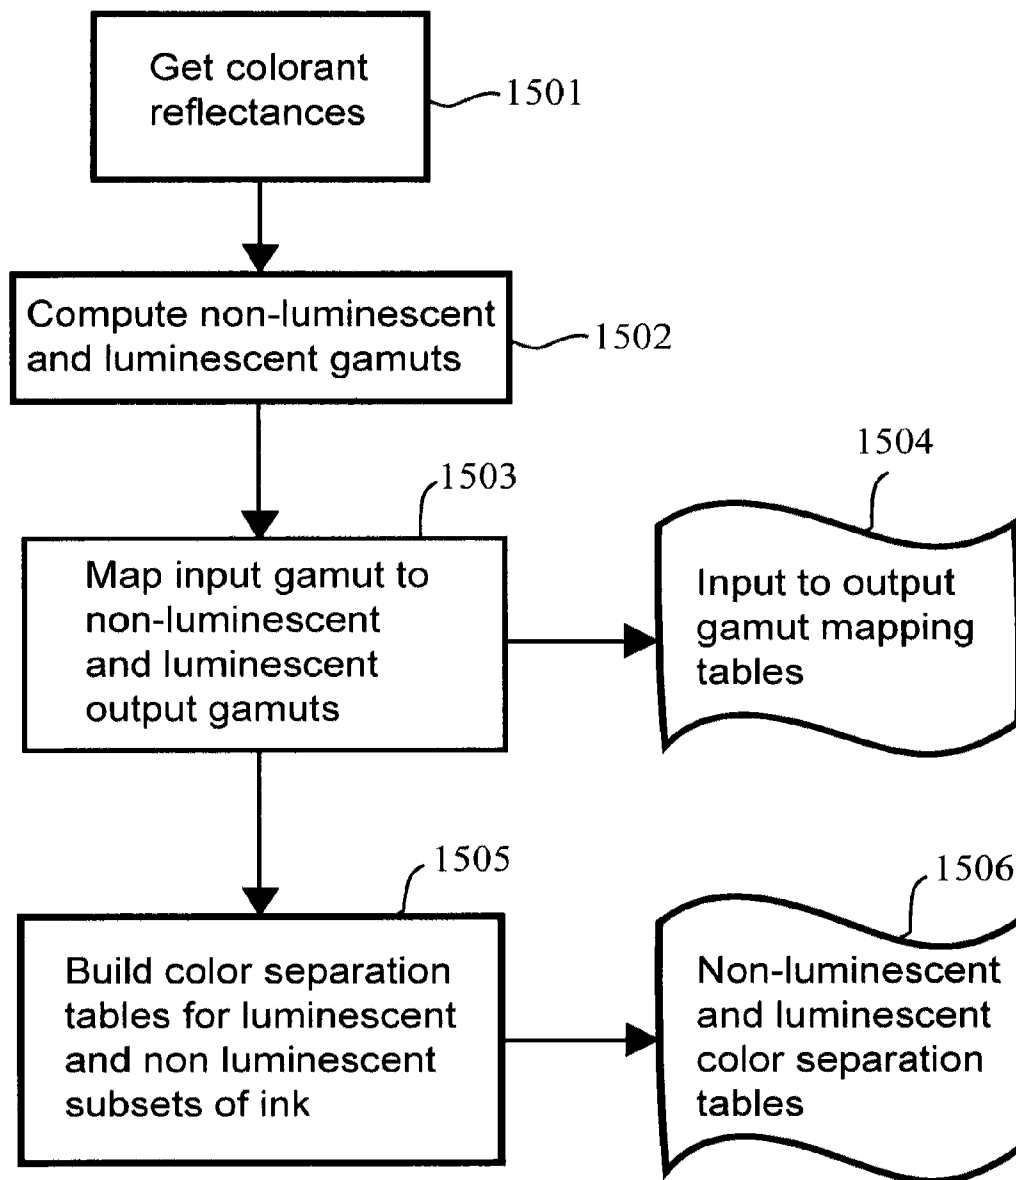 Get colorant
reflectances
1501
Compute non-luminescent
and luminescent gamuts
1502
1503
Map input gamut to
non-luminescent
and luminescent
output gamuts
1504
Input to output
gamut mapping
tables
1505
Build color separation
tables for luminescent
and non luminescent
subsets of ink
1506
Non-luminescent
and luminescent
color separation
tables